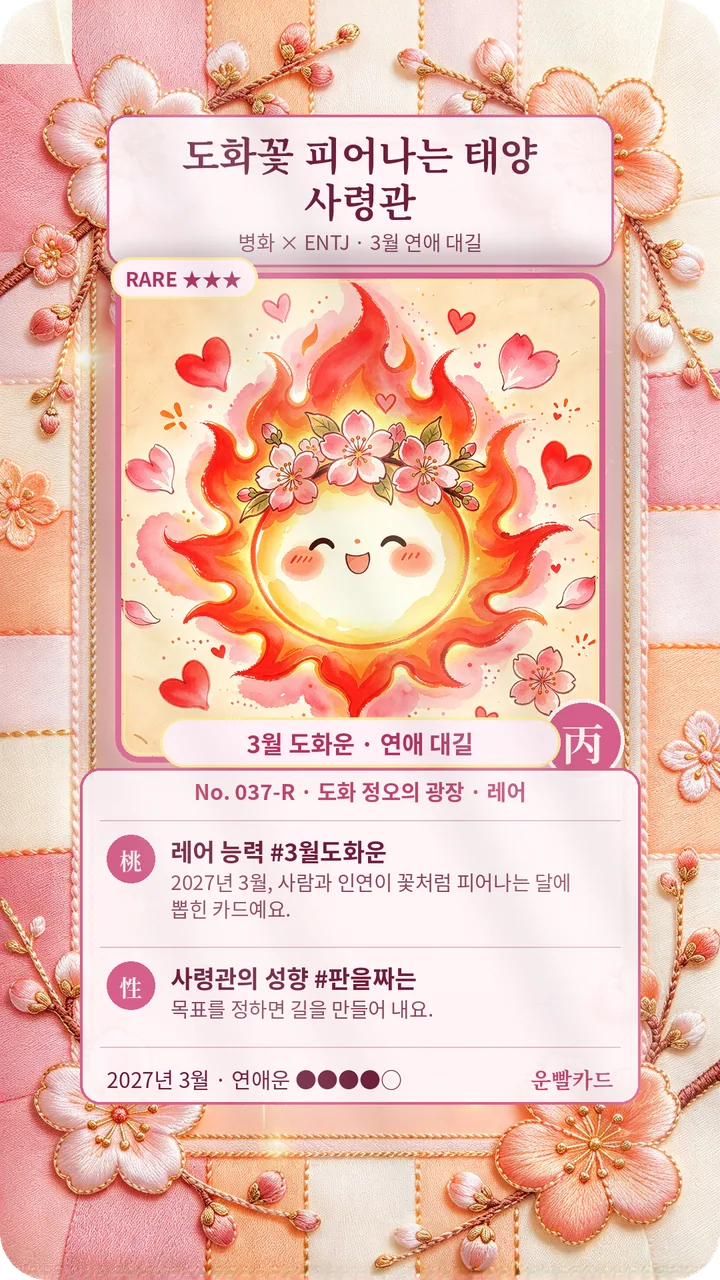 도화꽃 피어나는 태양
사령관
병화 × ENTJ · 3월 연애 대길
RARE ★★★
3월 도화운 · 연애 대길
丙
No. 037-R · 도화 정오의 광장 · 레어
桃
레어 능력 #3월도화운
2027년 3월, 사람과 인연이 꽃처럼 피어나는 달에
뽑힌 카드예요.
性
사령관의 성향 #판을짜는
목표를 정하면 길을 만들어 내요.
2027년 3월 · 연애운 ●●●●○
운빨카드